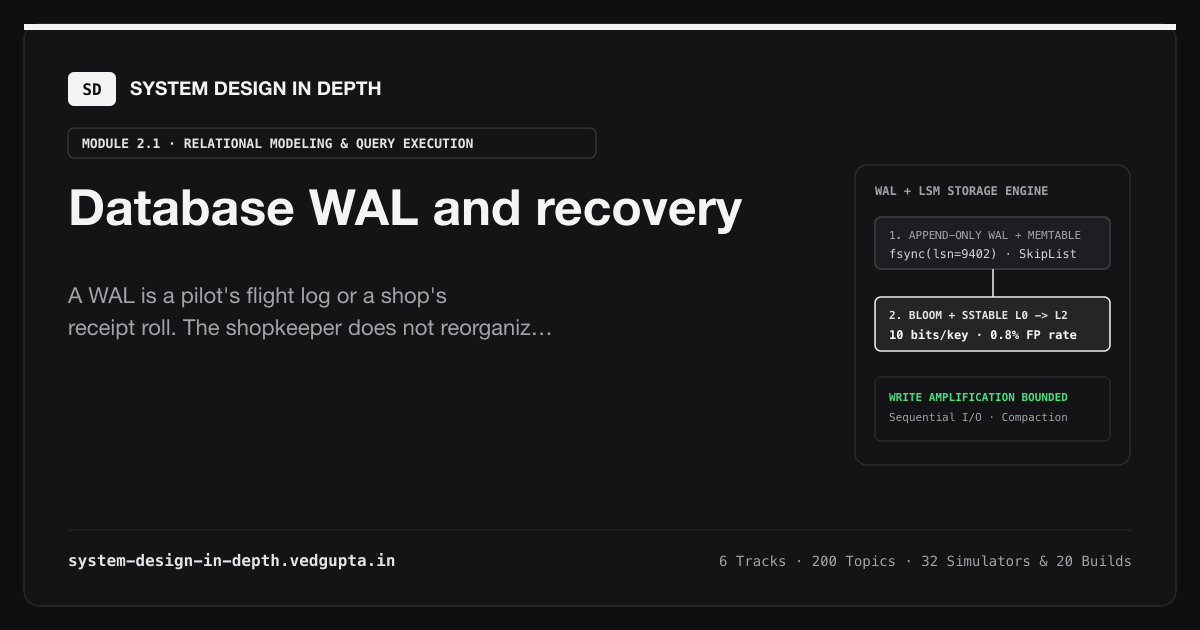 SD
SYSTEM DESIGN IN DEPTH
MODULE 2.1 · RELATIONAL MODELING & QUERY EXECUTION
Database WAL and recovery
A WAL is a pilot's flight log or a shop's
receipt roll. The shopkeeper does not reorganiz…
WAL + LSM STORAGE ENGINE
1. APPEND-ONLY WAL + MEMTABLE
fsync(lsn=9402) · SkipList
2. BLOOM + SSTABLE L0 -> L2
10 bits/key · 0.8% FP rate
WRITE AMPLIFICATION BOUNDED
Sequential I/O · Compaction
system-design-in-depth.vedgupta.in
6 Tracks · 200 Topics · 32 Simulators & 20 Builds